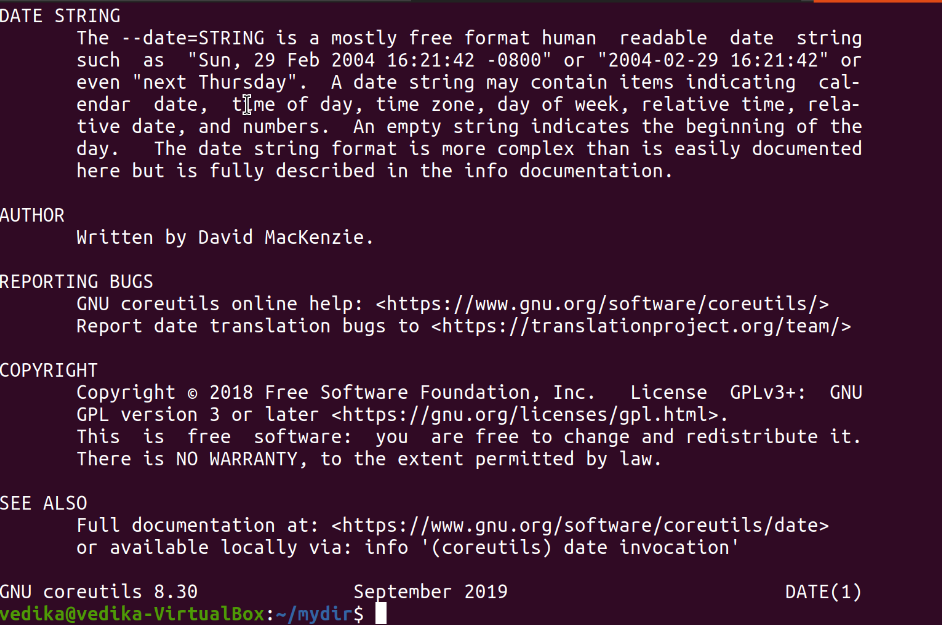 DATE STRING
The --date=STRING is a mostly free format human readable date string
such as "Sun, 29 Feb 2004 16:21:42 -0800" or "2004-02-29 16:21:42" or
even "next Thursday". A date string may contain items indicating cal-
endar date, time of day, time zone, day of week, relative time, rela-
tive date, and numbers. An empty string indicates the beginning of the
day. The date string format is more complex than is easily documented
here but is fully described in the info documentation.
AUTHOR
Written by David MacKenzie.
REPORTING BUGS
GNU coreutils online help: <https://www.gnu.org/software/coreutils/>
Report date translation bugs to <https://translationproject.org/team/>
COPYRIGHT
Copyright © 2018 Free Software Foundation, Inc. License GPLv3+: GNU
GPL version 3 or later <https://gnu.org/licenses/gpl.html>.
This is free software: you are free to change and redistribute it.
There is NO WARRANTY, to the extent permitted by law.
SEE ALSO
Full documentation at: <https://www.gnu.org/software/coreutils/date>
or available locally via: info '(coreutils) date invocation'
GNU coreutils 8.30 September 2019 DATE(1)
vedika@vedika-VirtualBox:~/mydir$